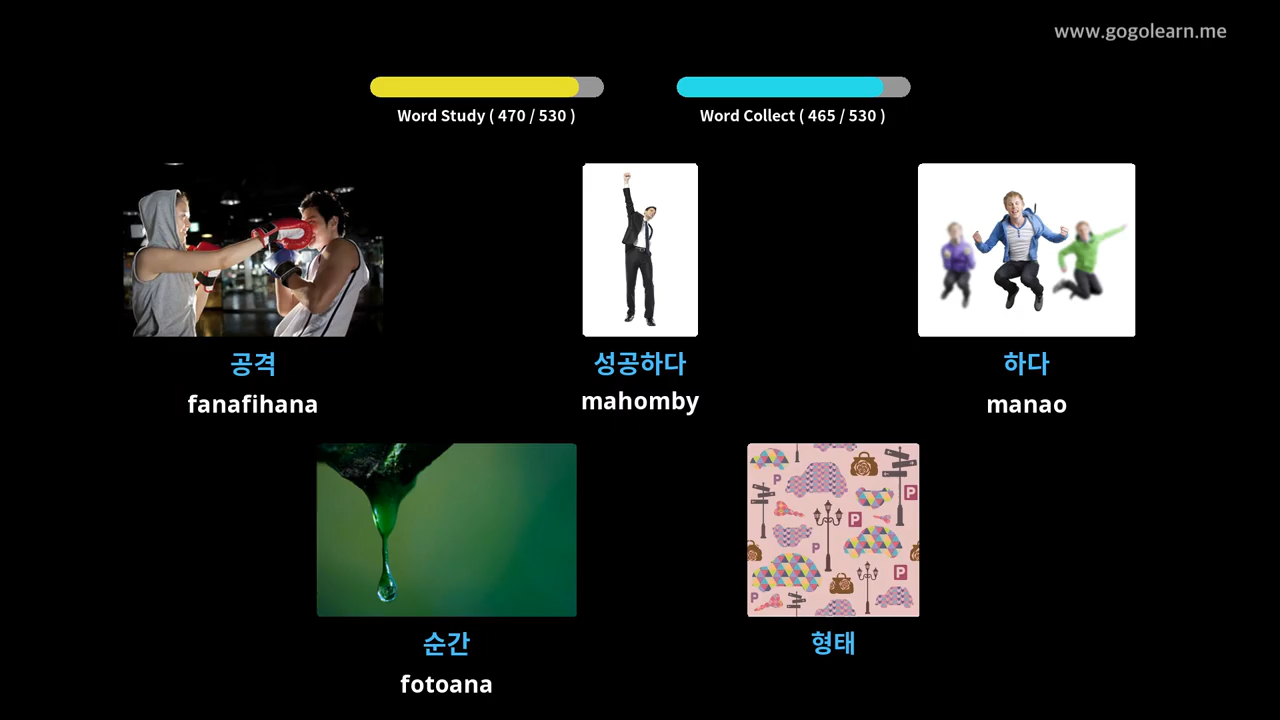 www.gogolearn.me
Word Study ( 470 / 530 )
Word Collect ( 465 / 530 )
공격
fanafihana
성공하다
mahomby
하다
manao
순간
fotoana
형태
P
P
P
P
P
P